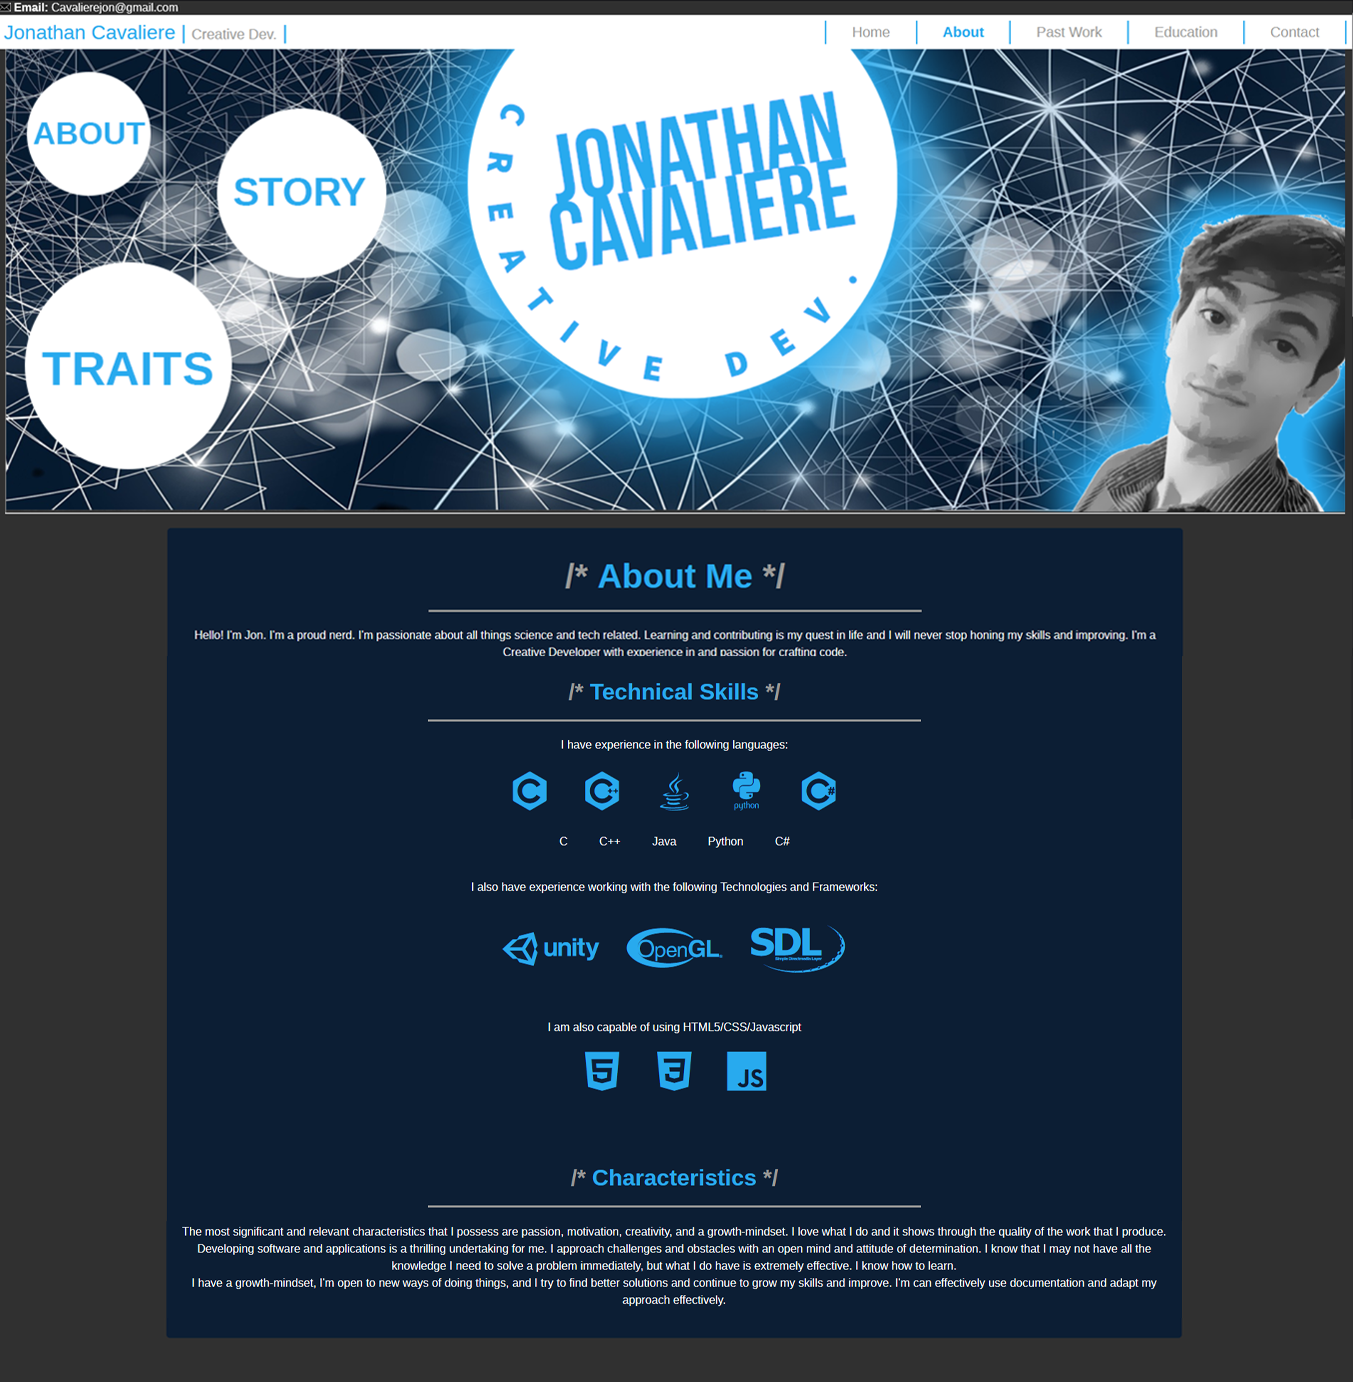 Email: Cavalierejon@gmail.com
Jonathan Cavaliere | Creative Dev. |
Home
About
Past Work
Education
Contact
ABOUT
STORY
TRAITS
JONATHAN
CAVALIERE
CREATIVE DEV.
/* About Me */
Hello! I'm Jon. I'm a proud nerd. I'm passionate about all things science and tech related. Learning and contributing is my quest in life and I will never stop honing my skills and improving. I'm a
Creative Developer with experience in and passion for crafting code.
/* Technical Skills */
I have experience in the following languages:
C
C++
python
C#
C C++ Java Python C#
I also have experience working with the following Technologies and Frameworks:
unity
OpenGL
SDL
Simple Directmedia Layer
I am also capable of using HTML5/CSS/Javascript
5
3
JS
/* Characteristics */
The most significant and relevant characteristics that I possess are passion, motivation, creativity, and a growth-mindset. I love what I do and it shows through the quality of the work that I produce.
Developing software and applications is a thrilling undertaking for me. I approach challenges and obstacles with an open mind and attitude of determination. I know that I may not have all the
knowledge I need to solve a problem immediately, but what I do have is extremely effective. I know how to learn.
I have a growth-mindset, I'm open to new ways of doing things, and I try to find better solutions and continue to grow my skills and improve. I'm can effectively use documentation and adapt my
approach effectively.